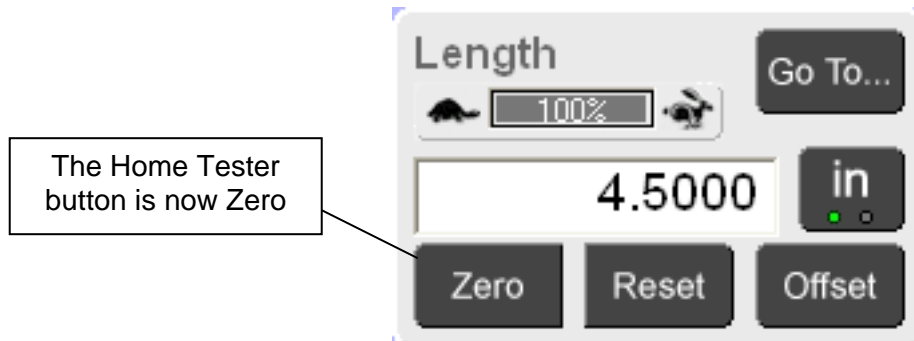 Length
Go To...
100%
The Home Tester
button is now Zero
4.5000
in
Zero
Reset
Offset